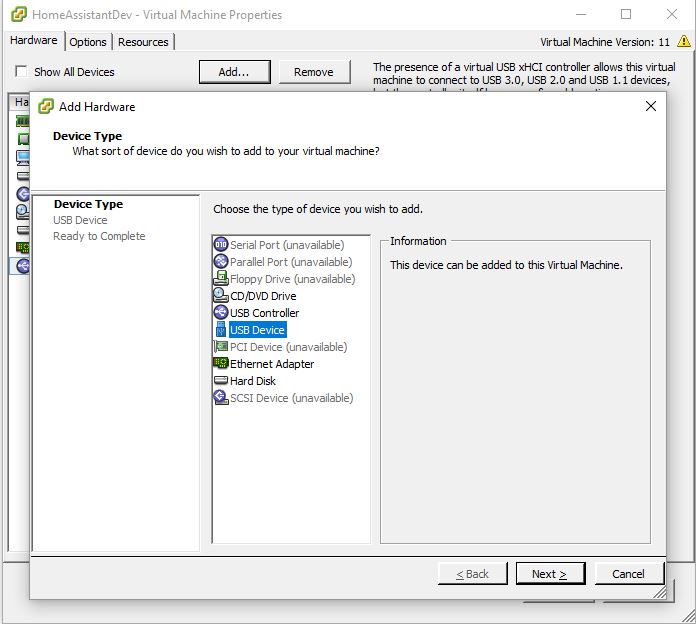 HomeAssistantDev - Virtual Machine Properties
Hardware Options Resources
Virtual Machine Version: 11
Show All Devices
Add...
Remove
The presence of a virtual USB xHCI controller allows this virtual
machine to connect to USB 3.0, USB 2.0 and USB 1.1 devices,
Ha
Add Hardware
Device Type
What sort of device do you wish to add to your virtual machine?
Device Type
USB Device
Ready to Complete
Choose the type of device you wish to add.
Serial Port (unavailable)
Parallel Port (unavailable)
Floppy Drive (unavailable)
CD/DVD Drive
USB Controller
USB Device
PCI Device (unavailable)
Ethernet Adapter
Hard Disk
SCSI Device (unavailable)
Information
This device can be added to this Virtual Machine.
< Back
Next >
Cancel